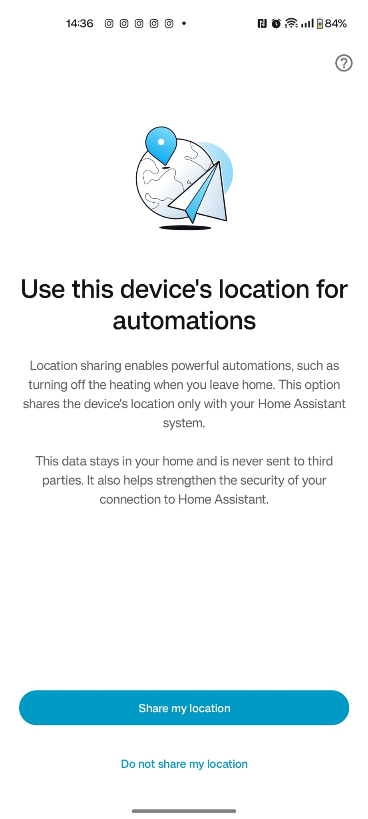 14:36
84%
Use this device's location for
automations
Location sharing enables powerful automations, such as
turning off the heating when you leave home. This option
shares the device's location only with your Home Assistant
system.
This data stays in your home and is never sent to third
parties. It also helps strengthen the security of your
connection to Home Assistant.
Share my location
Do not share my location